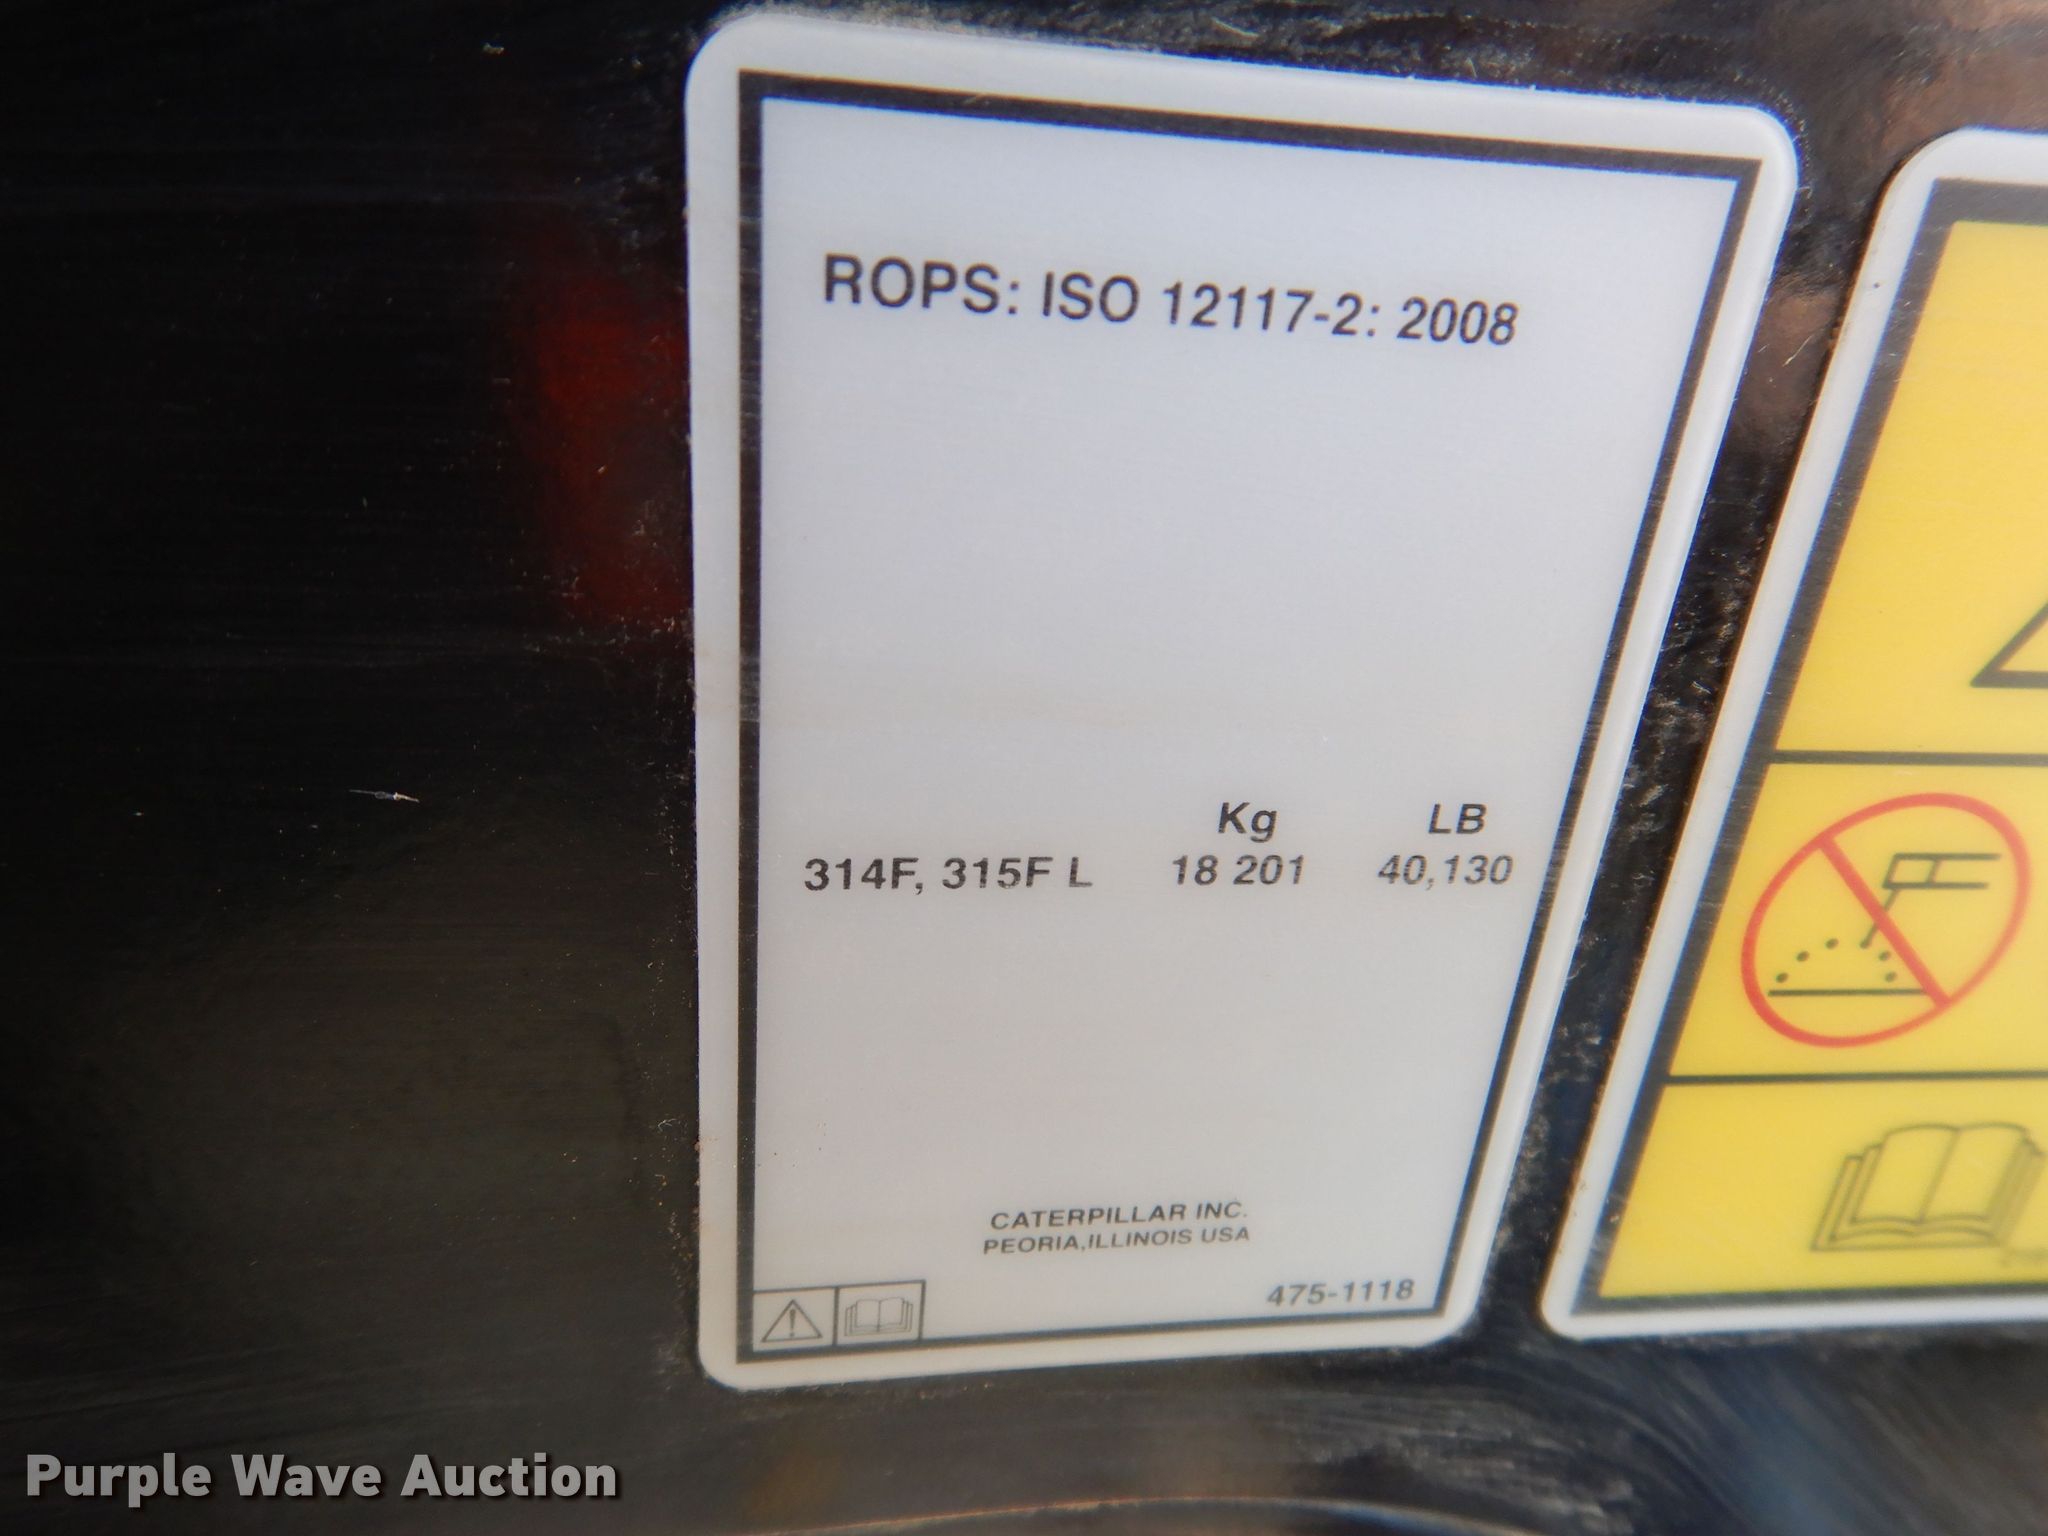 ROPS: ISO 12117-2: 2008
Kg LB
314F, 315F L 18 201 40,130
CATERPILLAR INC.
PEORIA,ILLINOIS USA
475-1118
Purple Wave Auction